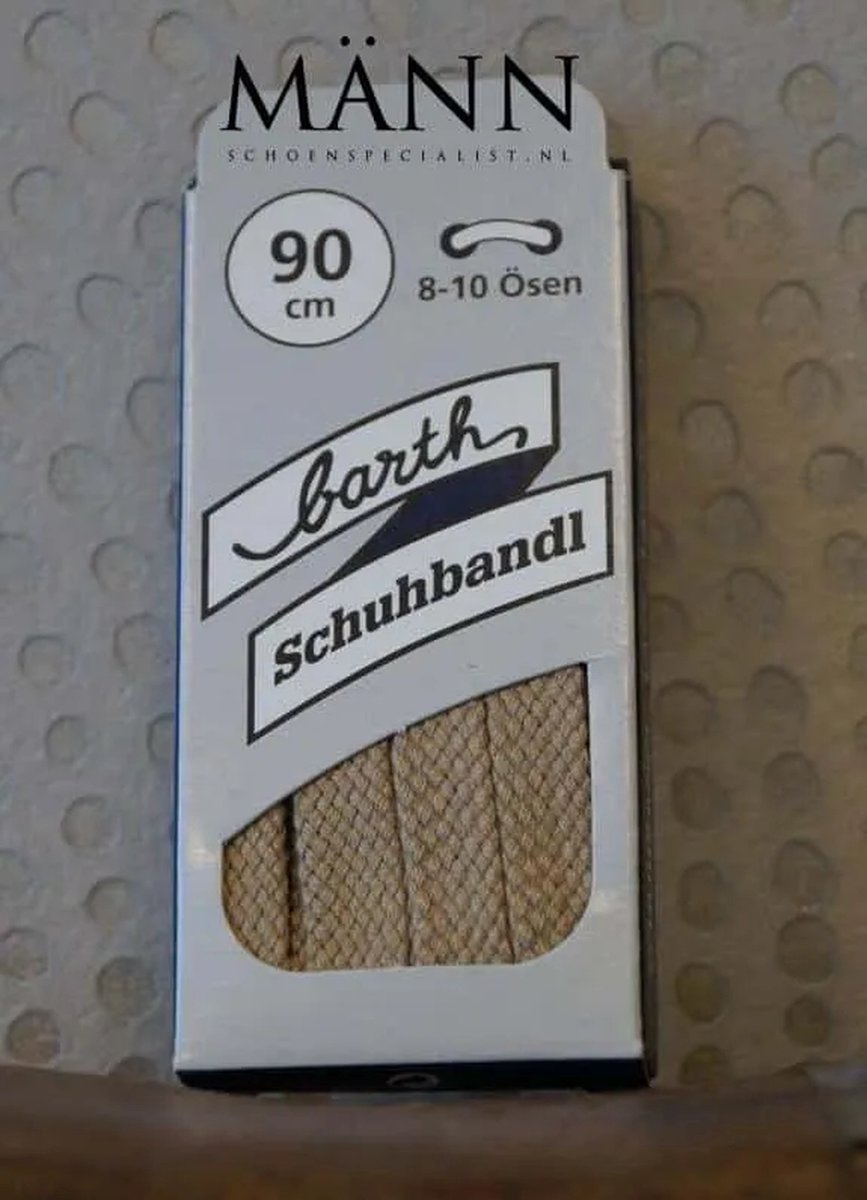 MÄNN
SCHOENSPECIALIST.NL
90
cm
8-10 Ösen
barth
Schuhbandl